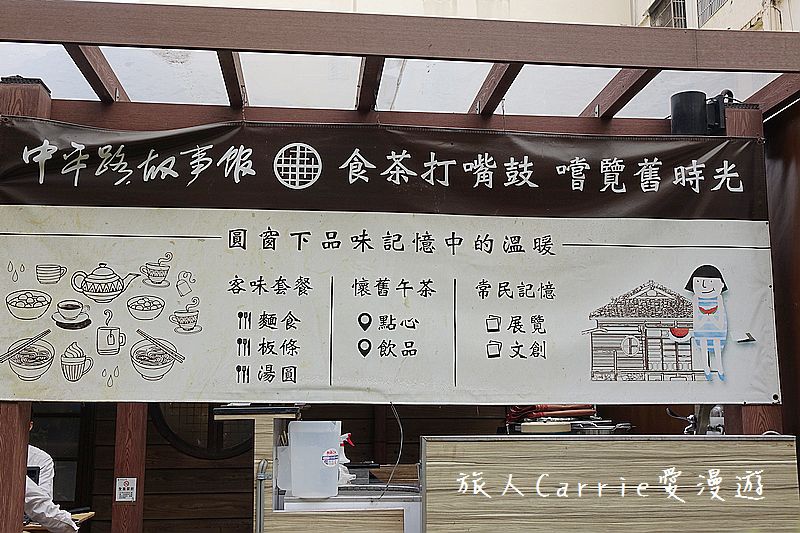 中平路故事館 食茶打嘴鼓 嚐覽舊時光
圓窗下品味記憶中的溫暖
客味套餐
麵食
板條
湯圓
懷舊午茶
點心
飲品
常民記憶
展覽
文創
旅人Carrie愛漫遊